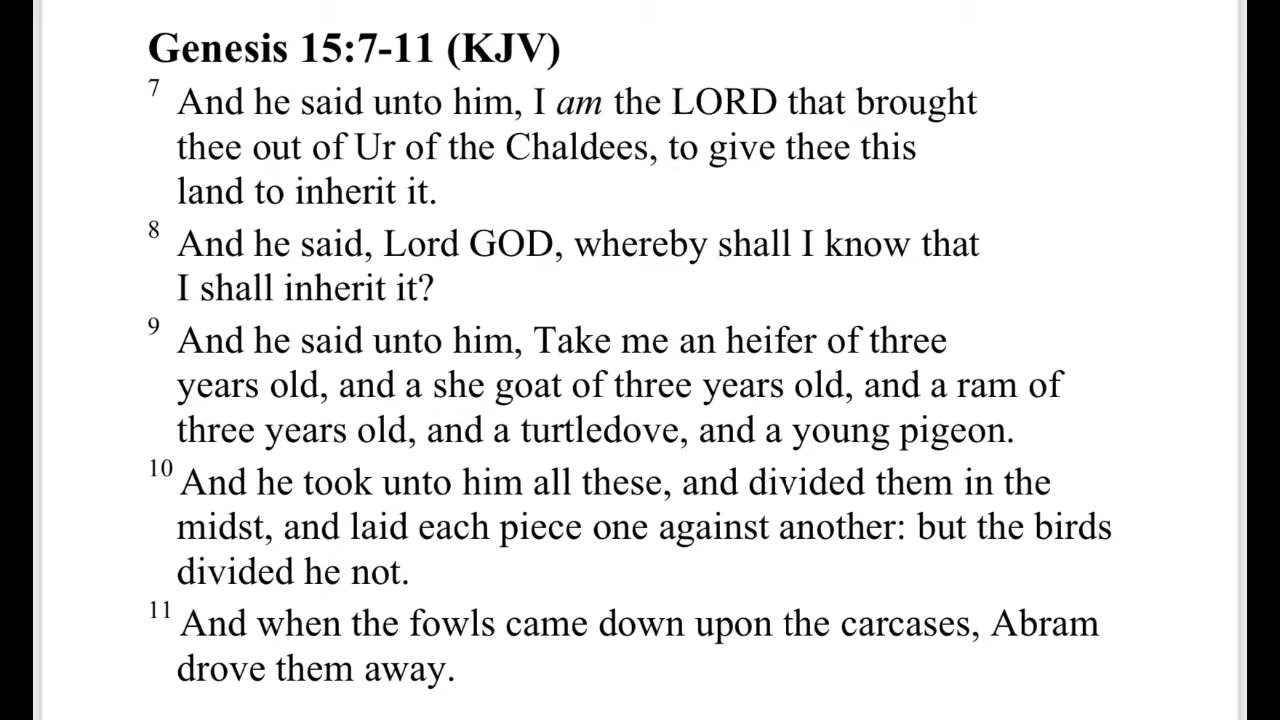 Genesis 15:7-11 (KJV)
7 And he said unto him, I am the LORD that brought
thee out of Ur of the Chaldees, to give thee this
land to inherit it.
8 And he said, Lord GOD, whereby shall I know that
I shall inherit it?
9 And he said unto him, Take me an heifer of three
years old, and a she goat of three years old, and a ram of
three years old, and a turtledove, and a young pigeon.
10 And he took unto him all these, and divided them in the
midst, and laid each piece one against another: but the birds
divided he not.
11 And when the fowls came down upon the carcases, Abram
drove them away.